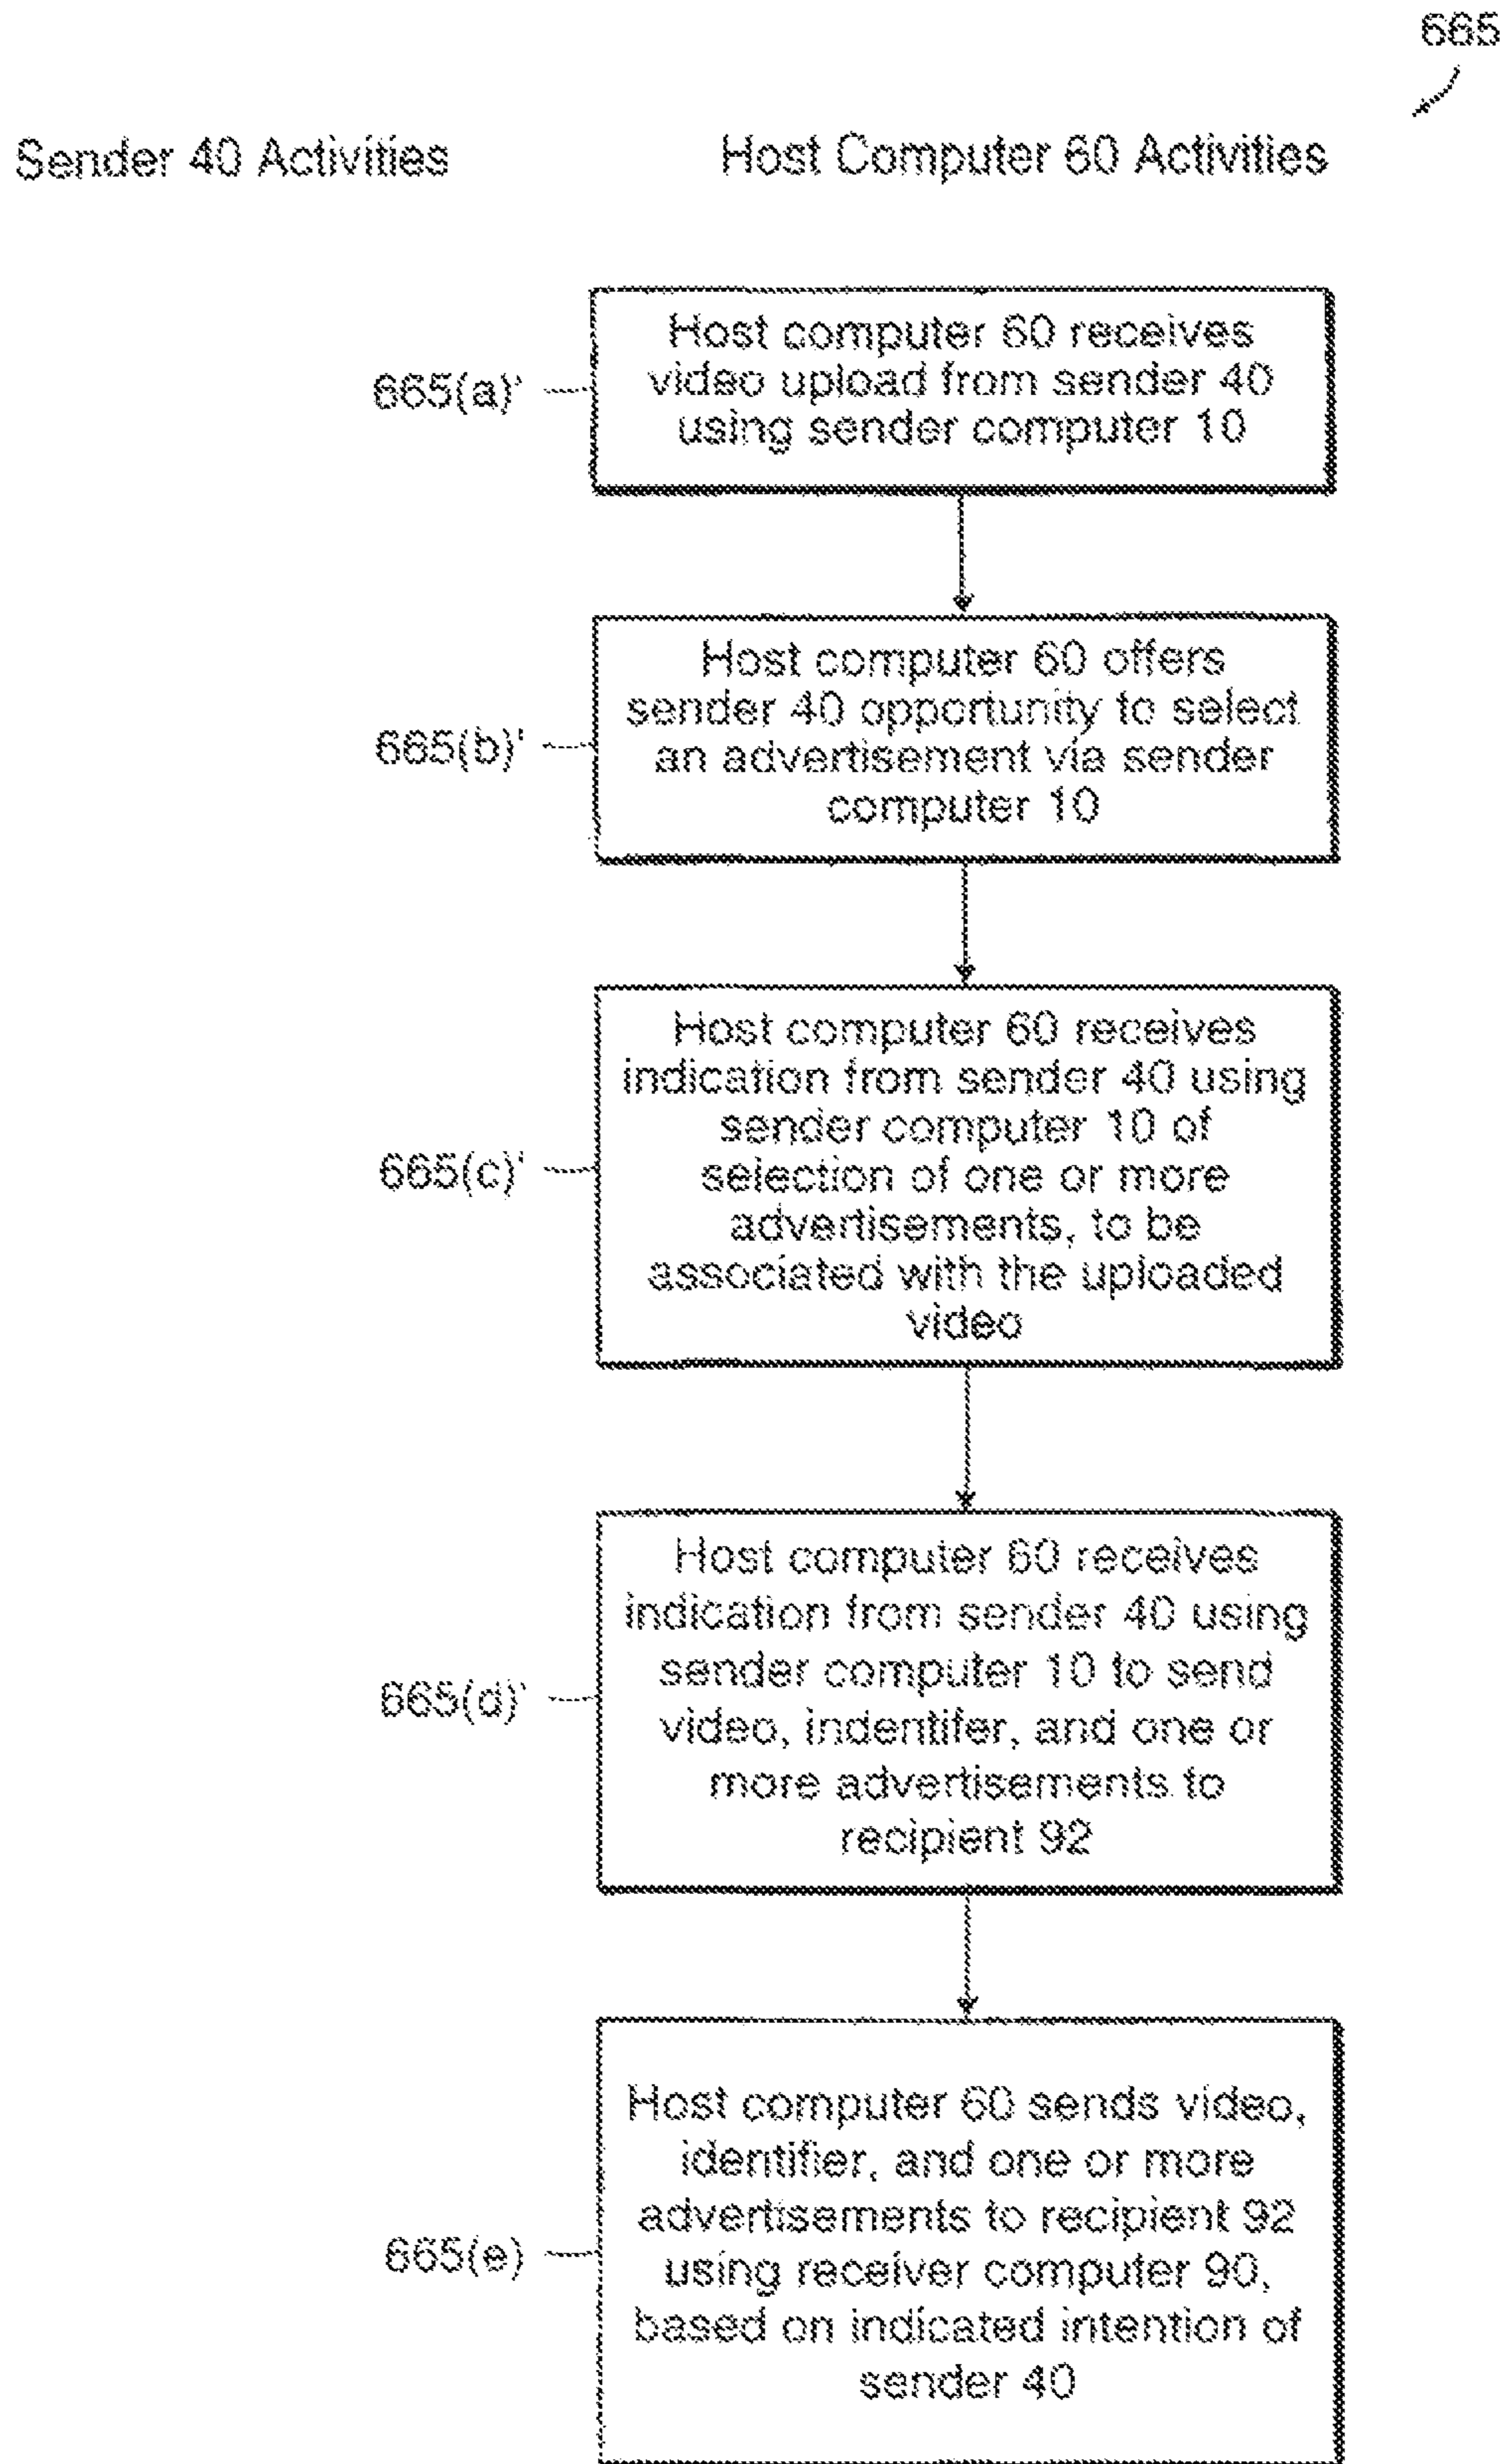 665
Sender 40 Activities
Host Computer 60 Activities
665(a)'
Host computer 60 receives
video upload from sender 40
using sender computer 10
665(b)'
Host computer 60 offers
sender 40 opportunity to select
an advertisement via sender
computer 10
665(c)'
Host computer 60 receives
indication from sender 40 using
sender computer 10 of
selection of one or more
advertisements, to be
associated with the uploaded
video
665(d)'
Host computer 60 receives
indication from sender 40 using
sender computer 10 to send
video, indentifer, and one or
more advertisements to
recipient 92
665(e)
Host computer 60 sends video,
identifier, and one or more
advertisements to recipient 92
using receiver computer 90,
based on indicated intention of
sender 40